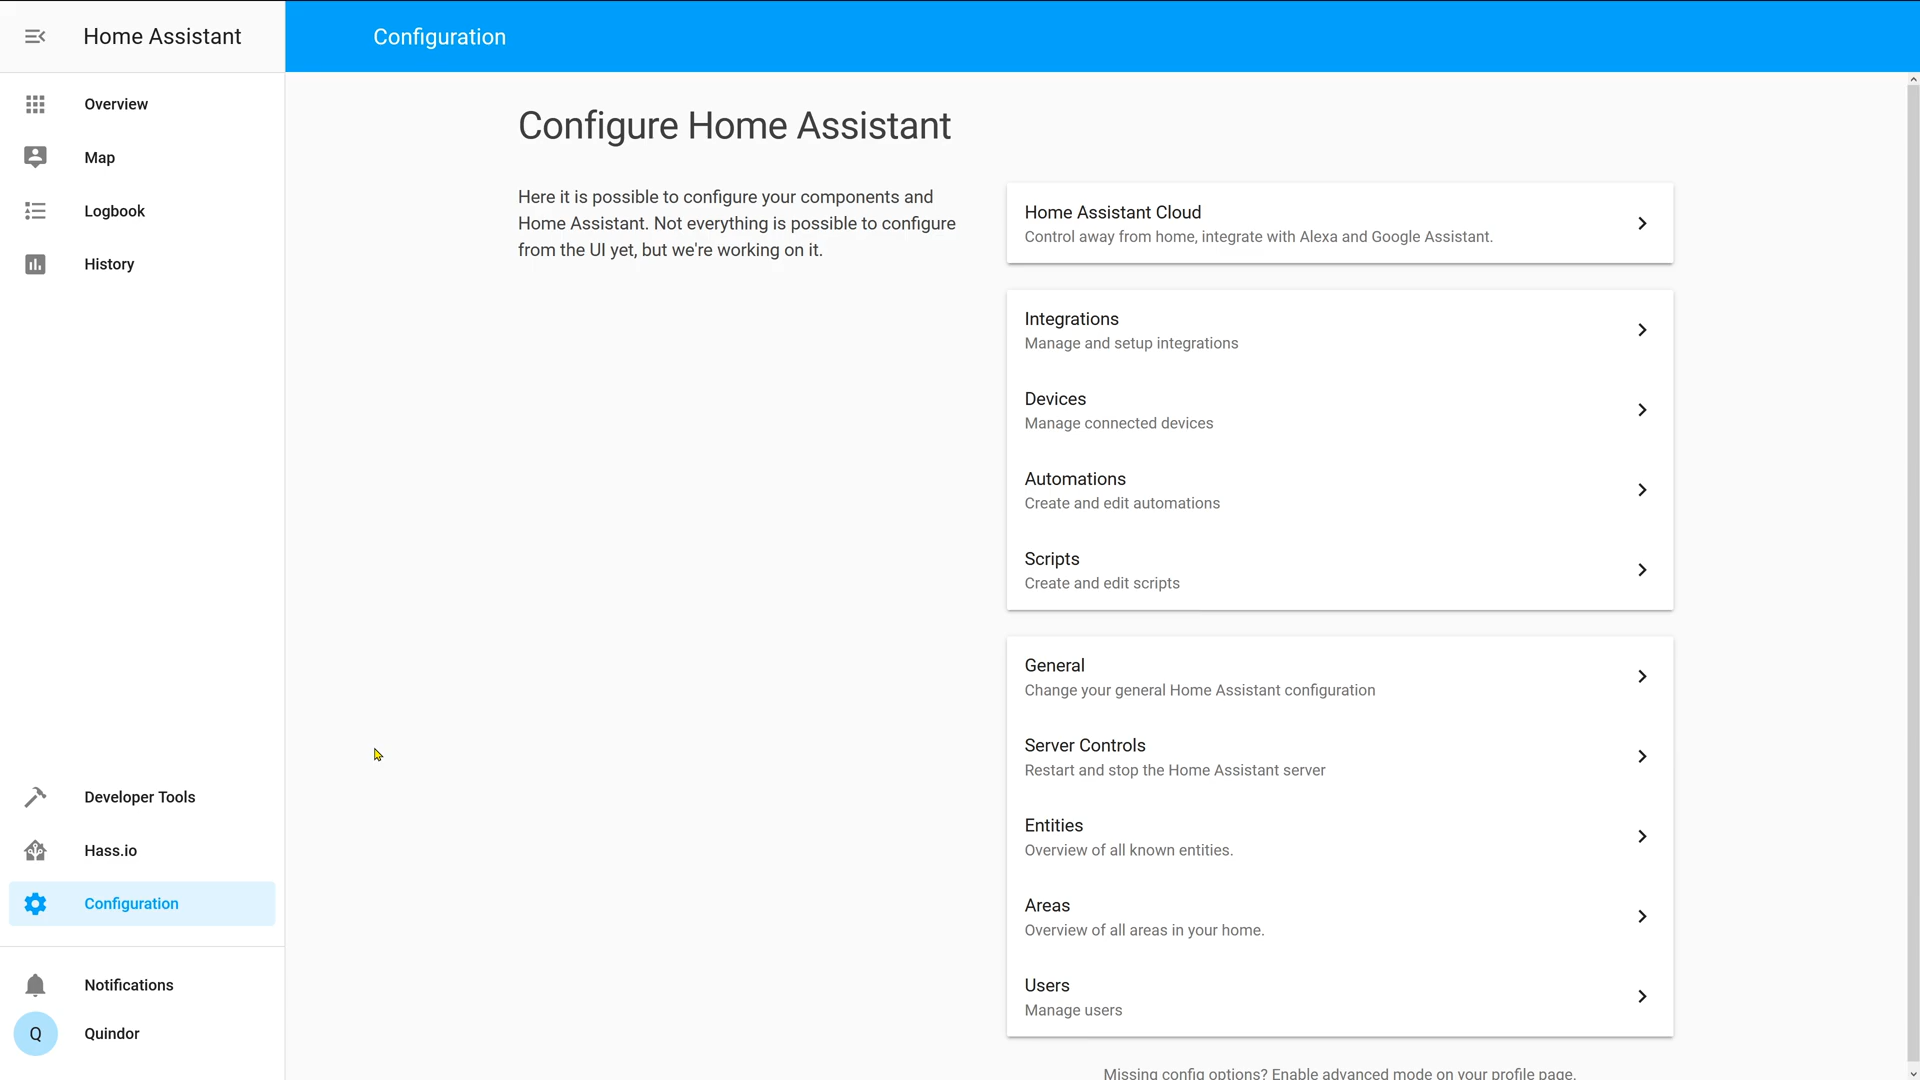 Home Assistant
Configuration
Overview
Map
Logbook
History
Developer Tools
Hass.io
Configuration
Notifications
Q
Quindor
Configure Home Assistant
Here it is possible to configure your components and
Home Assistant. Not everything is possible to configure
from the UI yet, but we're working on it.
Home Assistant Cloud
Control away from home, integrate with Alexa and Google Assistant.
Integrations
Manage and setup integrations
Devices
Manage connected devices
Automations
Create and edit automations
Scripts
Create and edit scripts
General
Change your general Home Assistant configuration
Server Controls
Restart and stop the Home Assistant server
Entities
Overview of all known entities.
Areas
Overview of all areas in your home.
Users
Manage users
Missing config options? Enable advanced mode on your profile page.